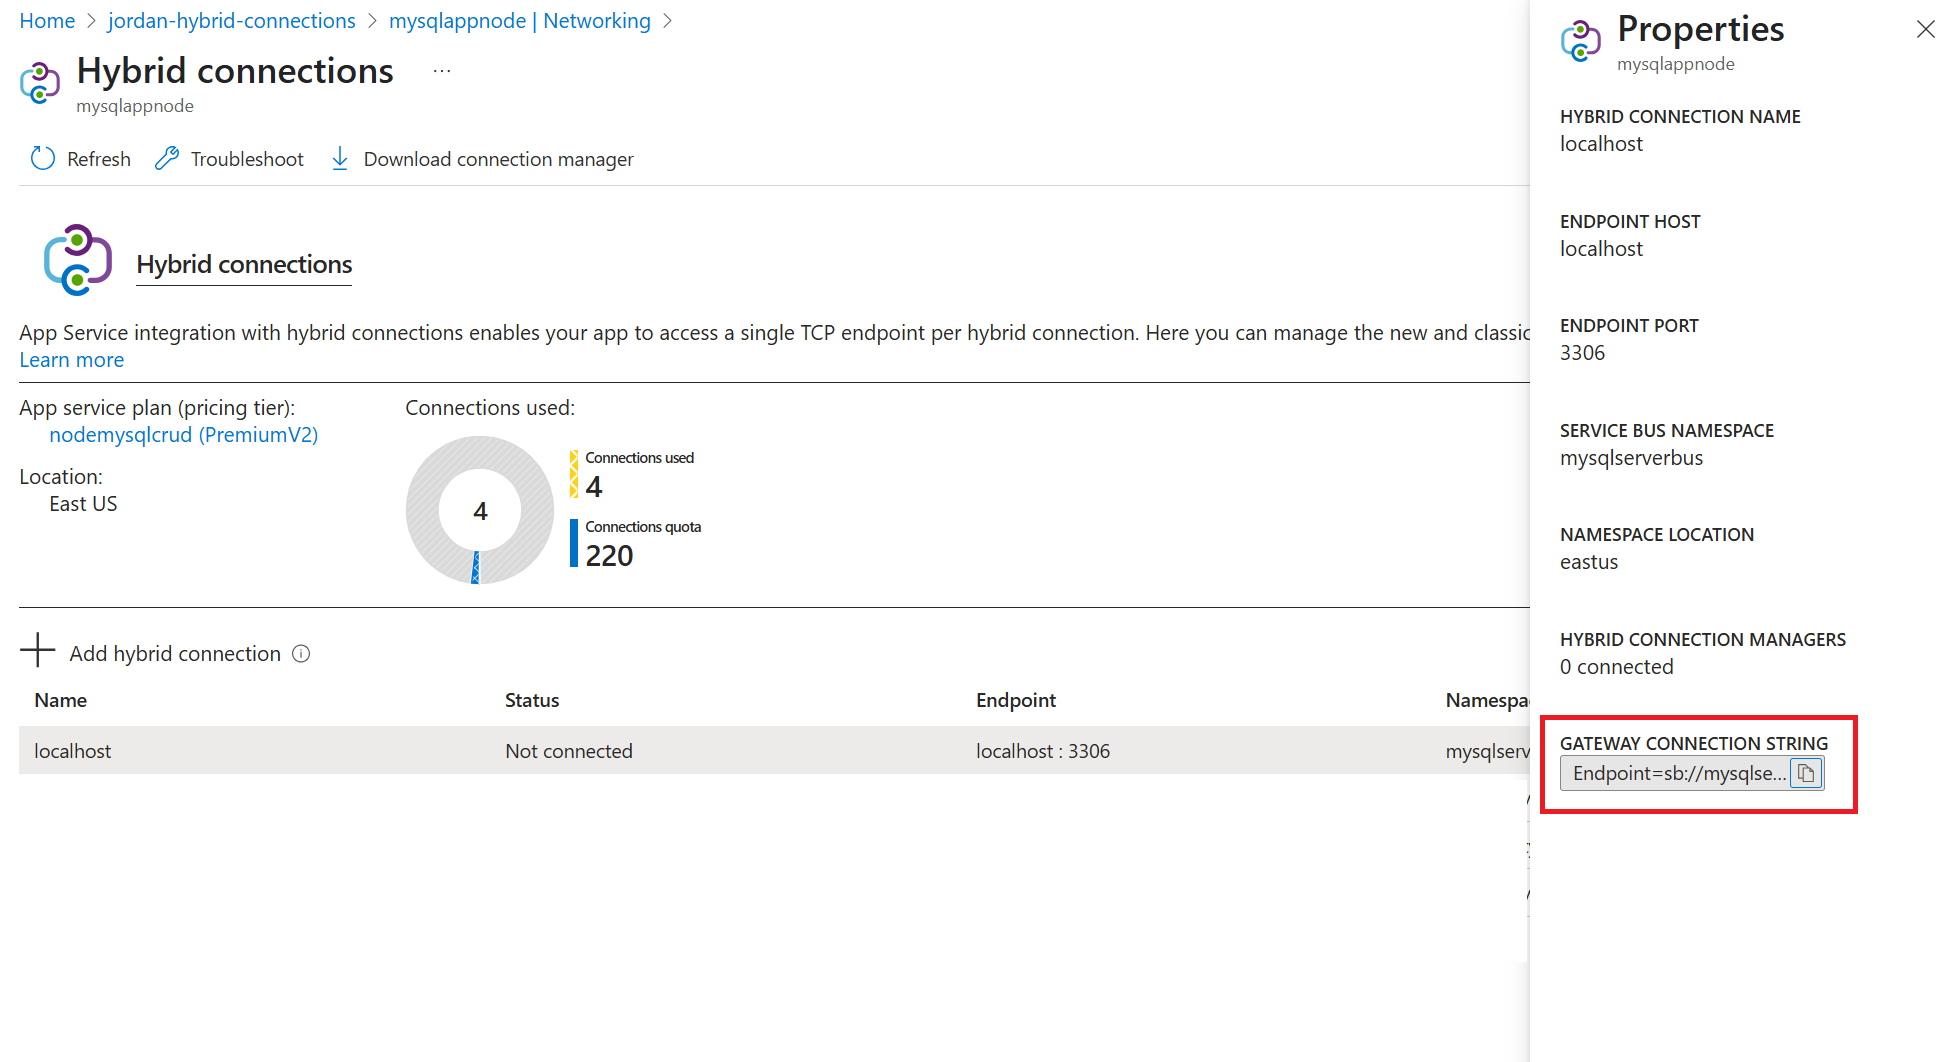 Home > jordan-hybrid-connections > mysqlappnode | Networking >
Hybrid connections ...
mysqlappnode
Refresh Troubleshoot Download connection manager
Hybrid connections
App Service integration with hybrid connections enables your app to access a single TCP endpoint per hybrid connection. Here you can manage the new and classic
Learn more
App service plan (pricing tier):
nodemysqlcrud (PremiumV2)
Location:
East US
Connections used:
4
Connections used
4
Connections quota
220
Add hybrid connection
Name Status Endpoint Namespa
localhost Not connected localhost : 3306 mysqlserv
Properties
mysqlappnode
HYBRID CONNECTION NAME
localhost
ENDPOINT HOST
localhost
ENDPOINT PORT
3306
SERVICE BUS NAMESPACE
mysqlserverbus
NAMESPACE LOCATION
eastus
HYBRID CONNECTION MANAGERS
0 connected
GATEWAY CONNECTION STRING
Endpoint=sb://mysqlse...